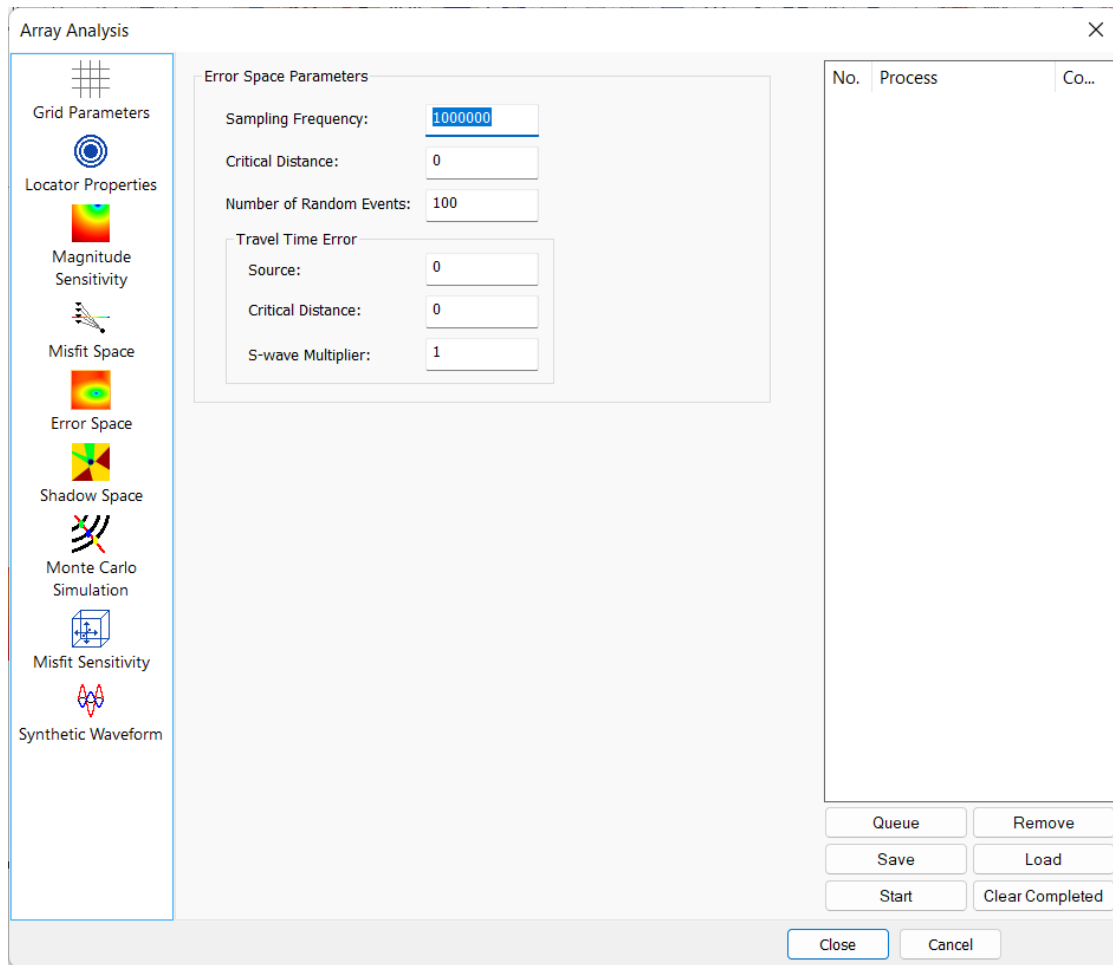 Array Analysis
Grid Parameters
Locator Properties
Magnitude
Sensitivity
Misfit Space
Error Space
Shadow Space
Monte Carlo
Simulation
Misfit Sensitivity
Synthetic Waveform
Error Space Parameters
Sampling Frequency: 1000000
Critical Distance: 0
Number of Random Events: 100
Travel Time Error
Source: 0
Critical Distance: 0
S-wave Multiplier: 1
No. Process Co...
Queue Remove
Save Load
Start Clear Completed
Close Cancel